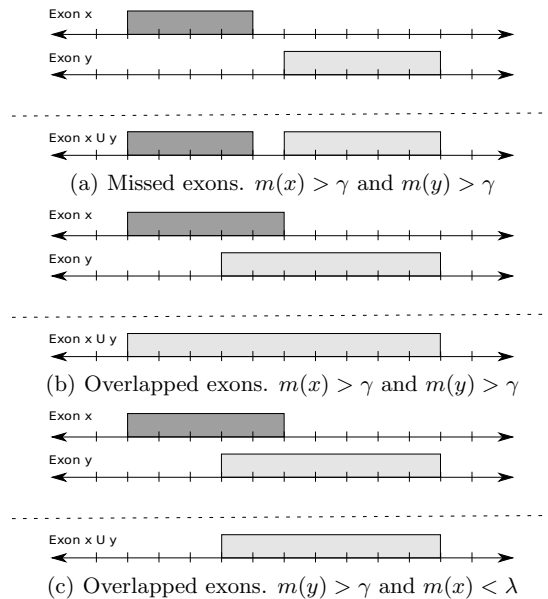 Exon x
Exon y
Exon x U y
(a) Missed exons. m(x) > γ and m(y) > γ
Exon x
Exon y
Exon x U y
(b) Overlapped exons. m(x) > γ and m(y) > γ
Exon x
Exon y
Exon x U y
(c) Overlapped exons. m(y) > γ and m(x) < λ